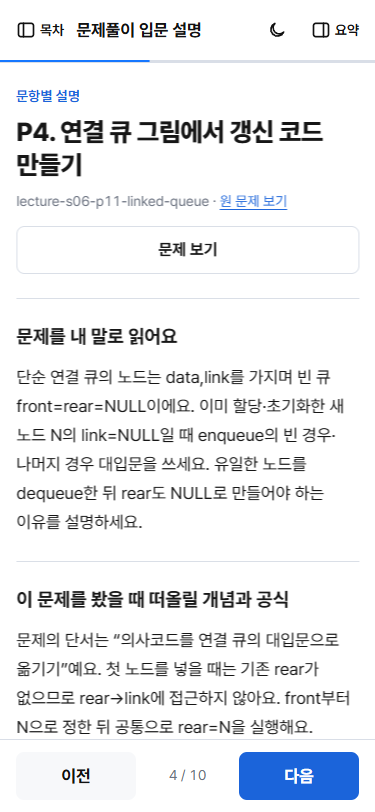 목차 문제풀이 입문 설명 요약
문항별 설명
P4. 연결 큐 그림에서 갱신 코드
만들기
lecture-s06-p11-linked-queue · 원 문제 보기
문제 보기
문제를 내 말로 읽어요
단순 연결 큐의 노드는 data,link를 가지며 빈 큐
front=rear=NULL이에요. 이미 할당·초기화한 새
노드 N의 link=NULL일 때 enqueue의 빈 경우·
나머지 경우 대입문을 쓰세요. 유일한 노드를
dequeue한 뒤 rear도 NULL로 만들어야 하는
이유를 설명하세요.
이 문제를 봤을 때 떠올릴 개념과 공식
문제의 단서는 “의사코드를 연결 큐의 대입문으로
옮기기”예요. 첫 노드를 넣을 때는 기존 rear가
없으므로 rear→link에 접근하지 않아요. front부터
N으로 정한 뒤 공통으로 rear=N을 실행해요.
이전 4 / 10 다음